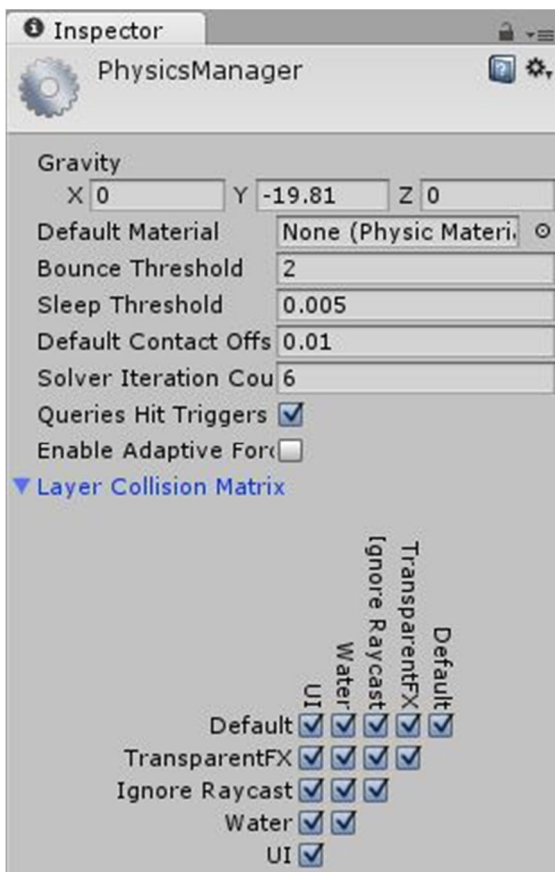 Inspector
PhysicsManager
Gravity
X 0 Y -19.81 Z 0
Default Material None (Physic Materi
Bounce Threshold 2
Sleep Threshold 0.005
Default Contact Offs 0.01
Solver Iteration Cou 6
Queries Hit Triggers
Enable Adaptive For
Layer Collision Matrix
UI
Water
Ignore Raycast
TransparentFX
Default
Default
TransparentFX
Ignore Raycast
Water
UI